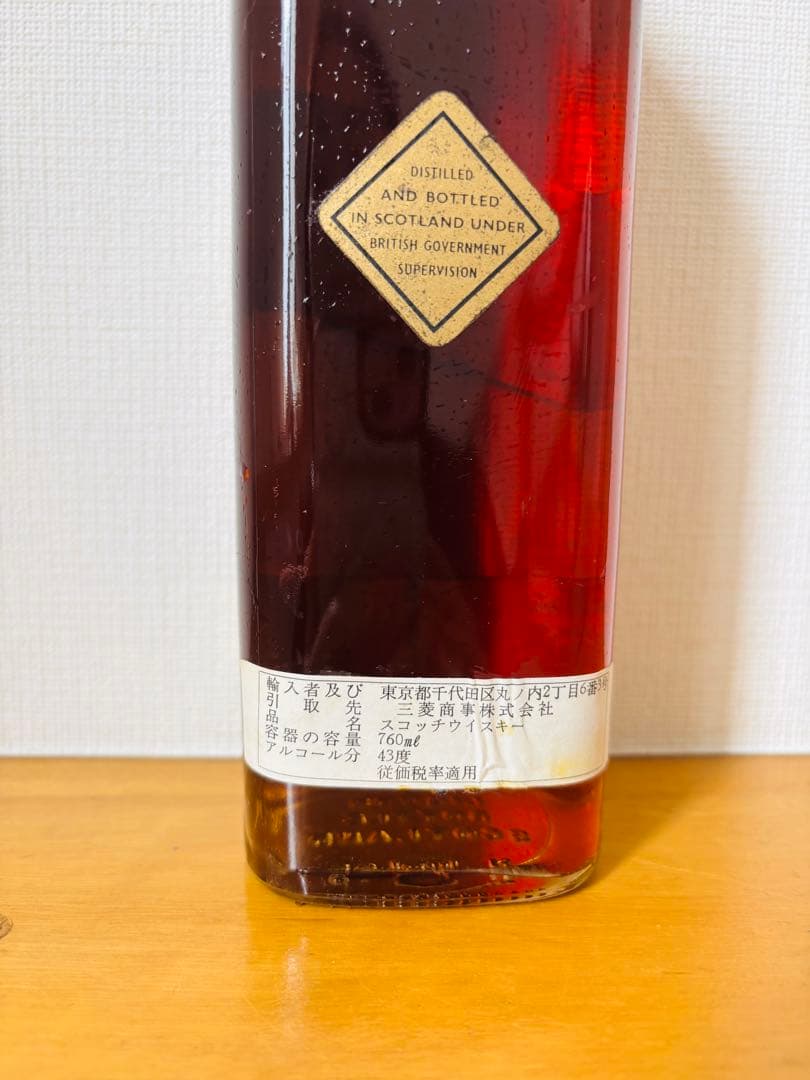 DISTILLED
AND BOTTLED
IN SCOTLAND UNDER
BRITISH GOVERNMENT
SUPERVISION
輸入者及び 東京都千代田区丸ノ内2丁目6番3号
引取先 三菱商事株式会社
品名 スコッチウイスキー
容器の容量 760㎖
アルコール分 43度
従価税率適用